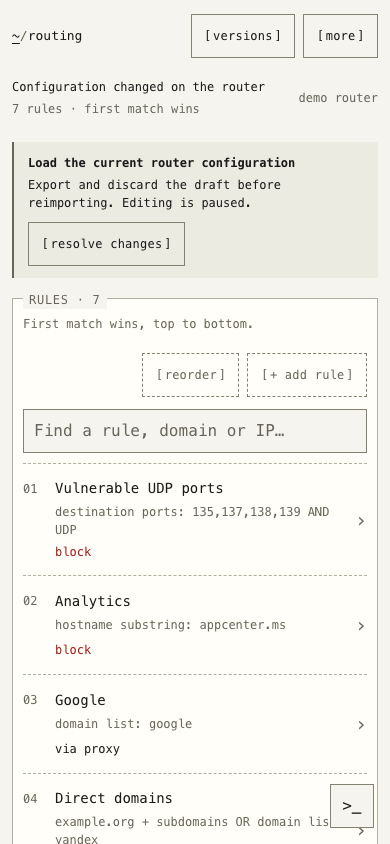 ~/routing
[versions]
[more]
Configuration changed on the router
7 rules · first match wins
demo router
Load the current router configuration
Export and discard the draft before
reimporting. Editing is paused.
[resolve changes]
RULES · 7
First match wins, top to bottom.
[reorder]
[+ add rule]
Find a rule, domain or IP…
01 Vulnerable UDP ports
destination ports: 135,137,138,139 AND
UDP
block
02 Analytics
hostname substring: appcenter.ms
block
03 Google
domain list: google
via proxy
04 Direct domains
example.org + subdomains OR domain lis
yandex
>_